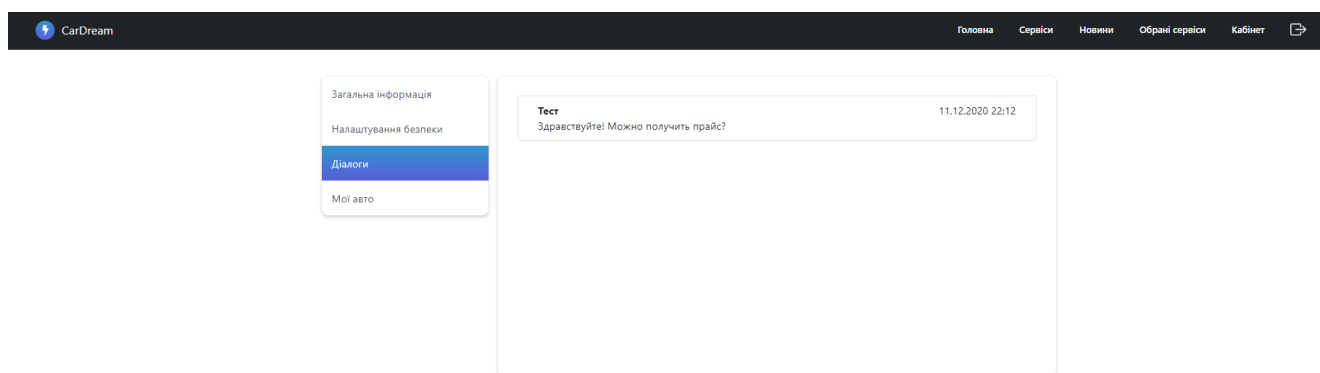 CarDream Головна Сервіси Новини Обрані сервіси Кабінет
Загальна інформація
Налаштування безпеки
Діалоги
Мої авто
Тест 11.12.2020 22:12
Здравствуйте! Можно получить прайс?